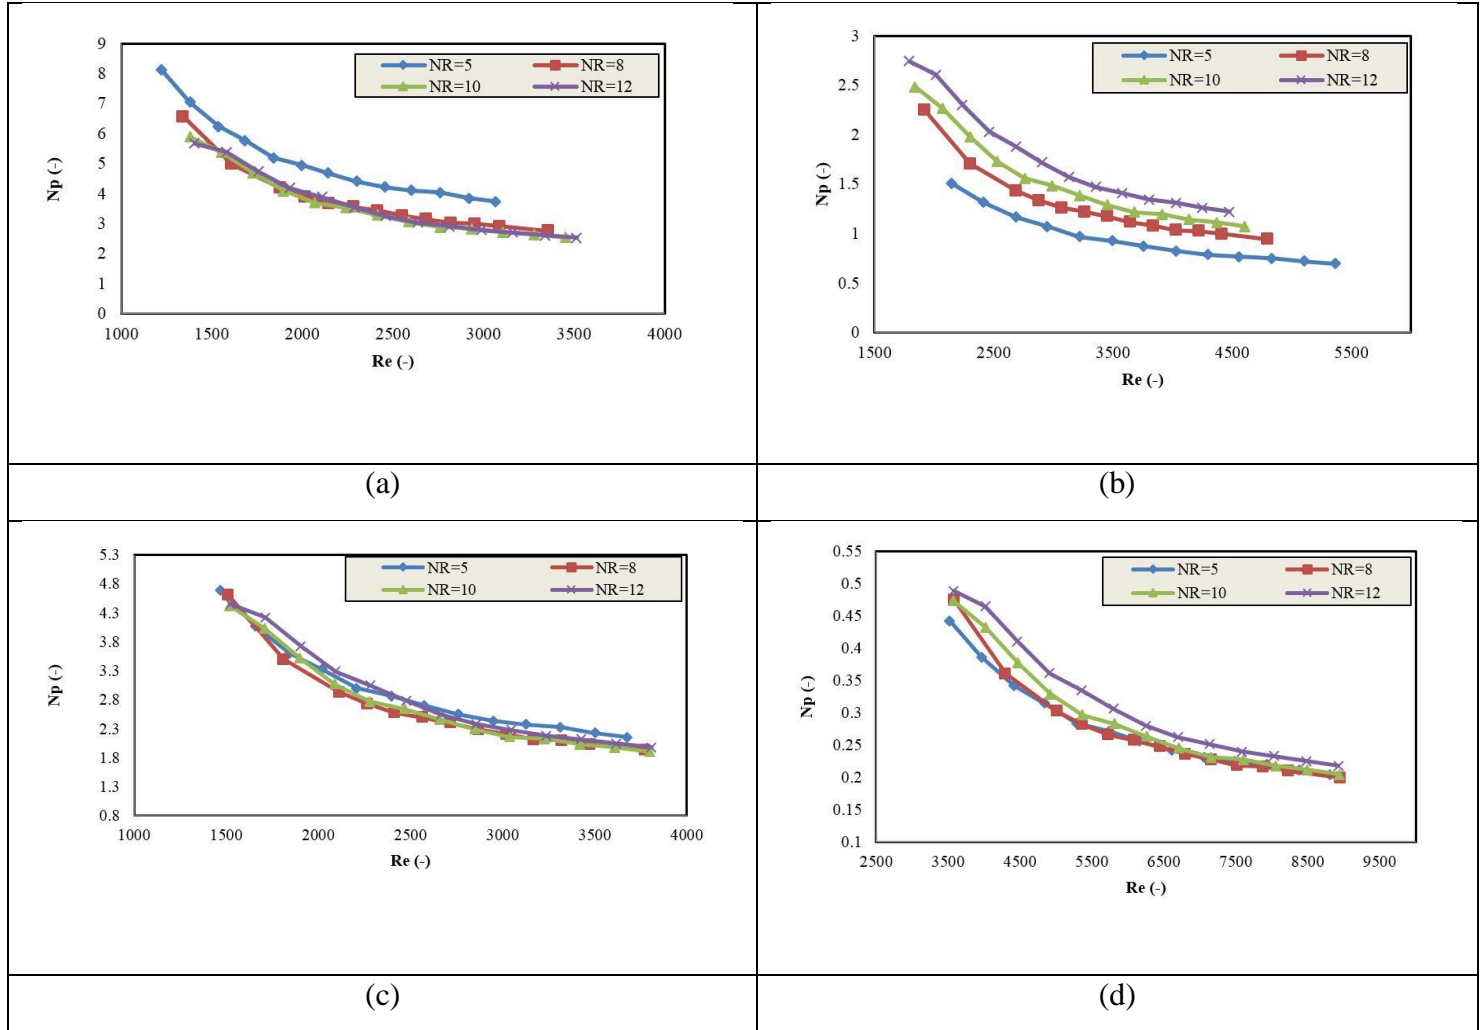 9
8
7
6
5
4
3
2
1
0
Np (-)
NR=5 NR=8
NR=10 NR=12
1000 1500 2000 2500 3000 3500 4000
Re (-)
3
2.5
2
1.5
1
0.5
0
Np (-)
NR=5 NR=8
NR=10 NR=12
1500 2500 3500 4500 5500
Re (-)
(a) (b)
5.3
4.8
4.3
3.8
3.3
2.8
2.3
1.8
1.3
0.8
Np (-)
NR=5 NR=8
NR=10 NR=12
1000 1500 2000 2500 3000 3500 4000
Re (-)
0.55
0.5
0.45
0.4
0.35
0.3
0.25
0.2
0.15
0.1
Np (-)
NR=5 NR=8
NR=10 NR=12
2500 3500 4500 5500 6500 7500 8500 9500
Re (-)
(c) (d)